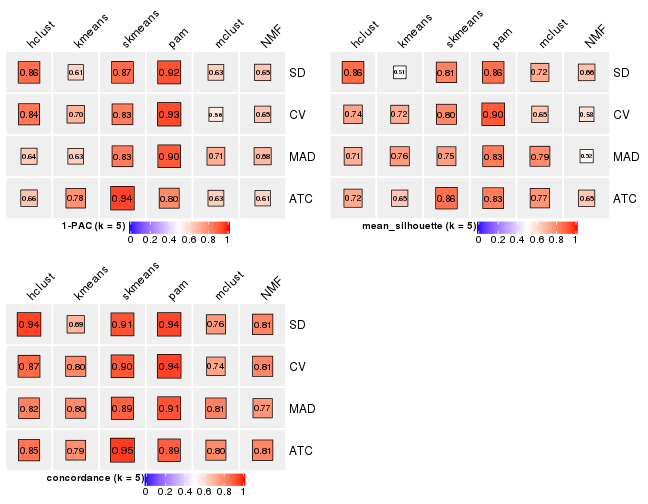 hclust kmeans skmeans pam mclust NMF
0.86 0.61 0.87 0.92 0.63 0.65 SD
0.84 0.70 0.83 0.93 0.56 0.65 CV
0.64 0.63 0.83 0.90 0.71 0.68 MAD
0.66 0.78 0.94 0.80 0.63 0.61 ATC
1-PAC (k = 5)
0 0.2 0.4 0.6 0.8 1
hclust kmeans skmeans pam mclust NMF
0.86 0.51 0.81 0.86 0.72 0.66 SD
0.74 0.72 0.80 0.90 0.65 0.58 CV
0.71 0.76 0.75 0.83 0.79 0.52 MAD
0.72 0.65 0.86 0.83 0.77 0.65 ATC
mean_silhouette (k = 5)
0 0.2 0.4 0.6 0.8 1
hclust kmeans skmeans pam mclust NMF
0.94 0.69 0.91 0.94 0.76 0.81 SD
0.87 0.80 0.90 0.94 0.74 0.81 CV
0.82 0.80 0.89 0.91 0.81 0.77 MAD
0.85 0.79 0.95 0.89 0.80 0.81 ATC
concordance (k = 5)
0 0.2 0.4 0.6 0.8 1